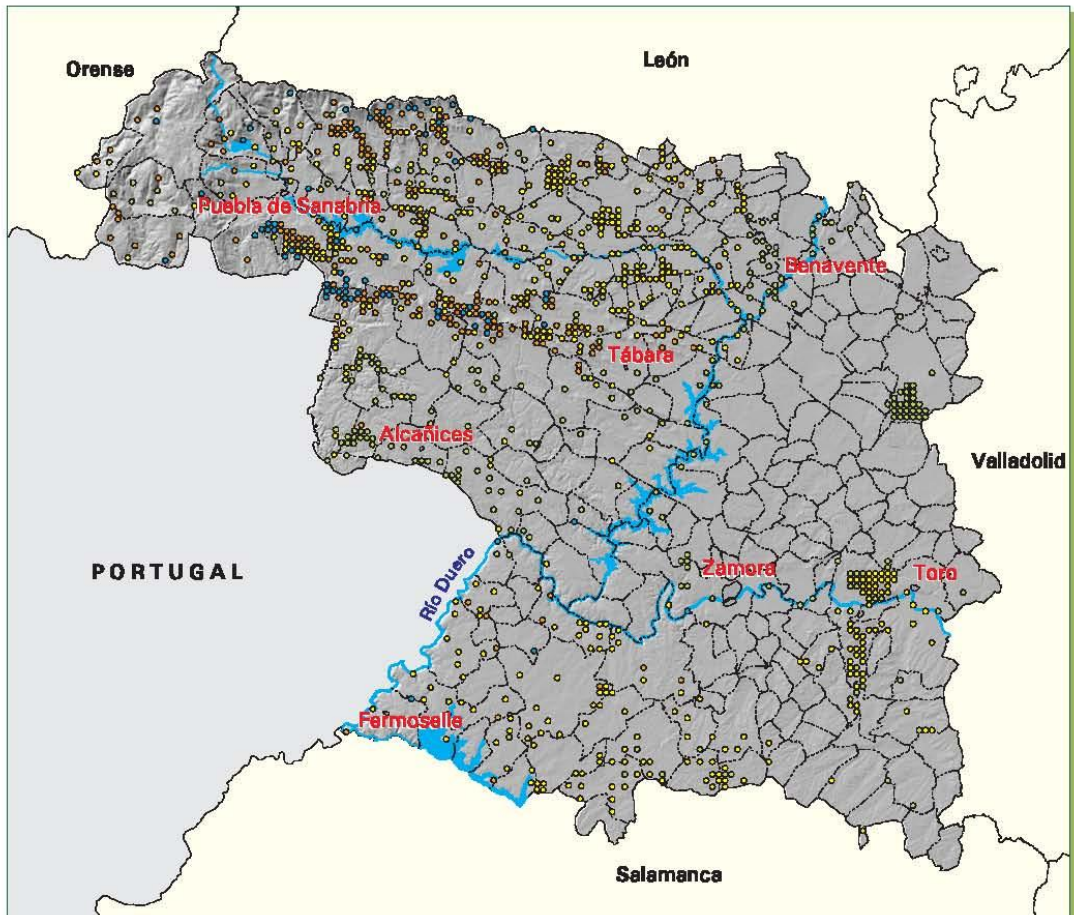 León
Orense
Puebla de Sanabria
Benavente
Tábara
Alcañices
Valladolid
Río Duero
Zamora
Toro
PORTUGAL
Fermoselle
Salamanca